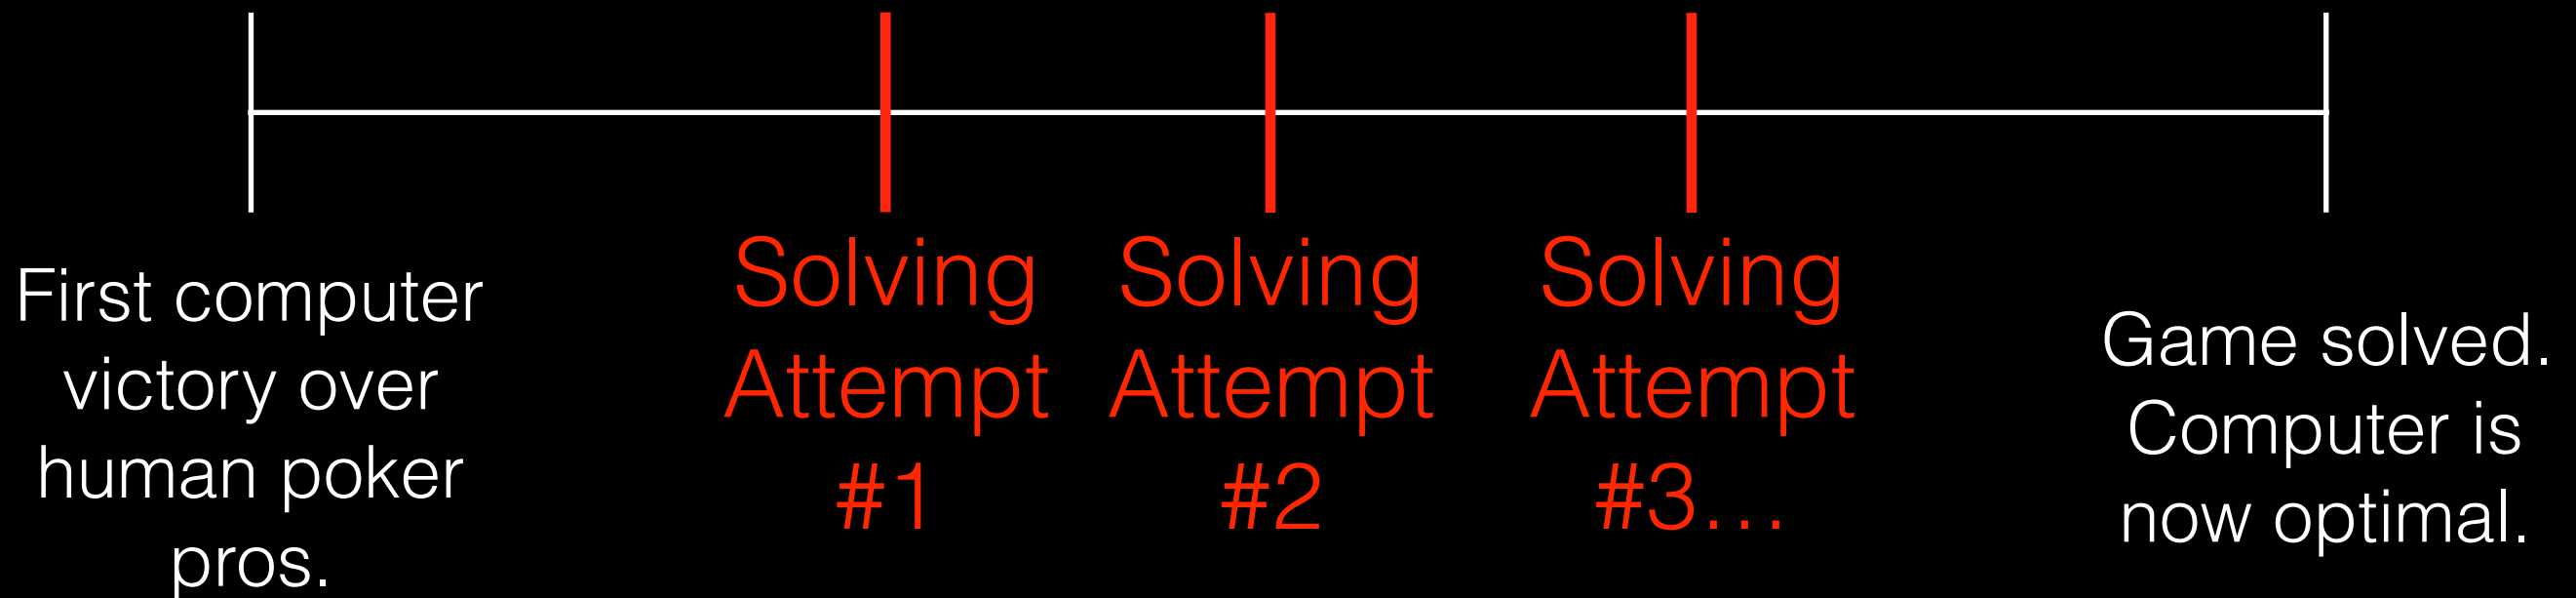 First computer
victory over
human poker
pros.
Solving
Attempt
#1
Solving
Attempt
#2
Solving
Attempt
#3...
Game solved.
Computer is
now optimal.